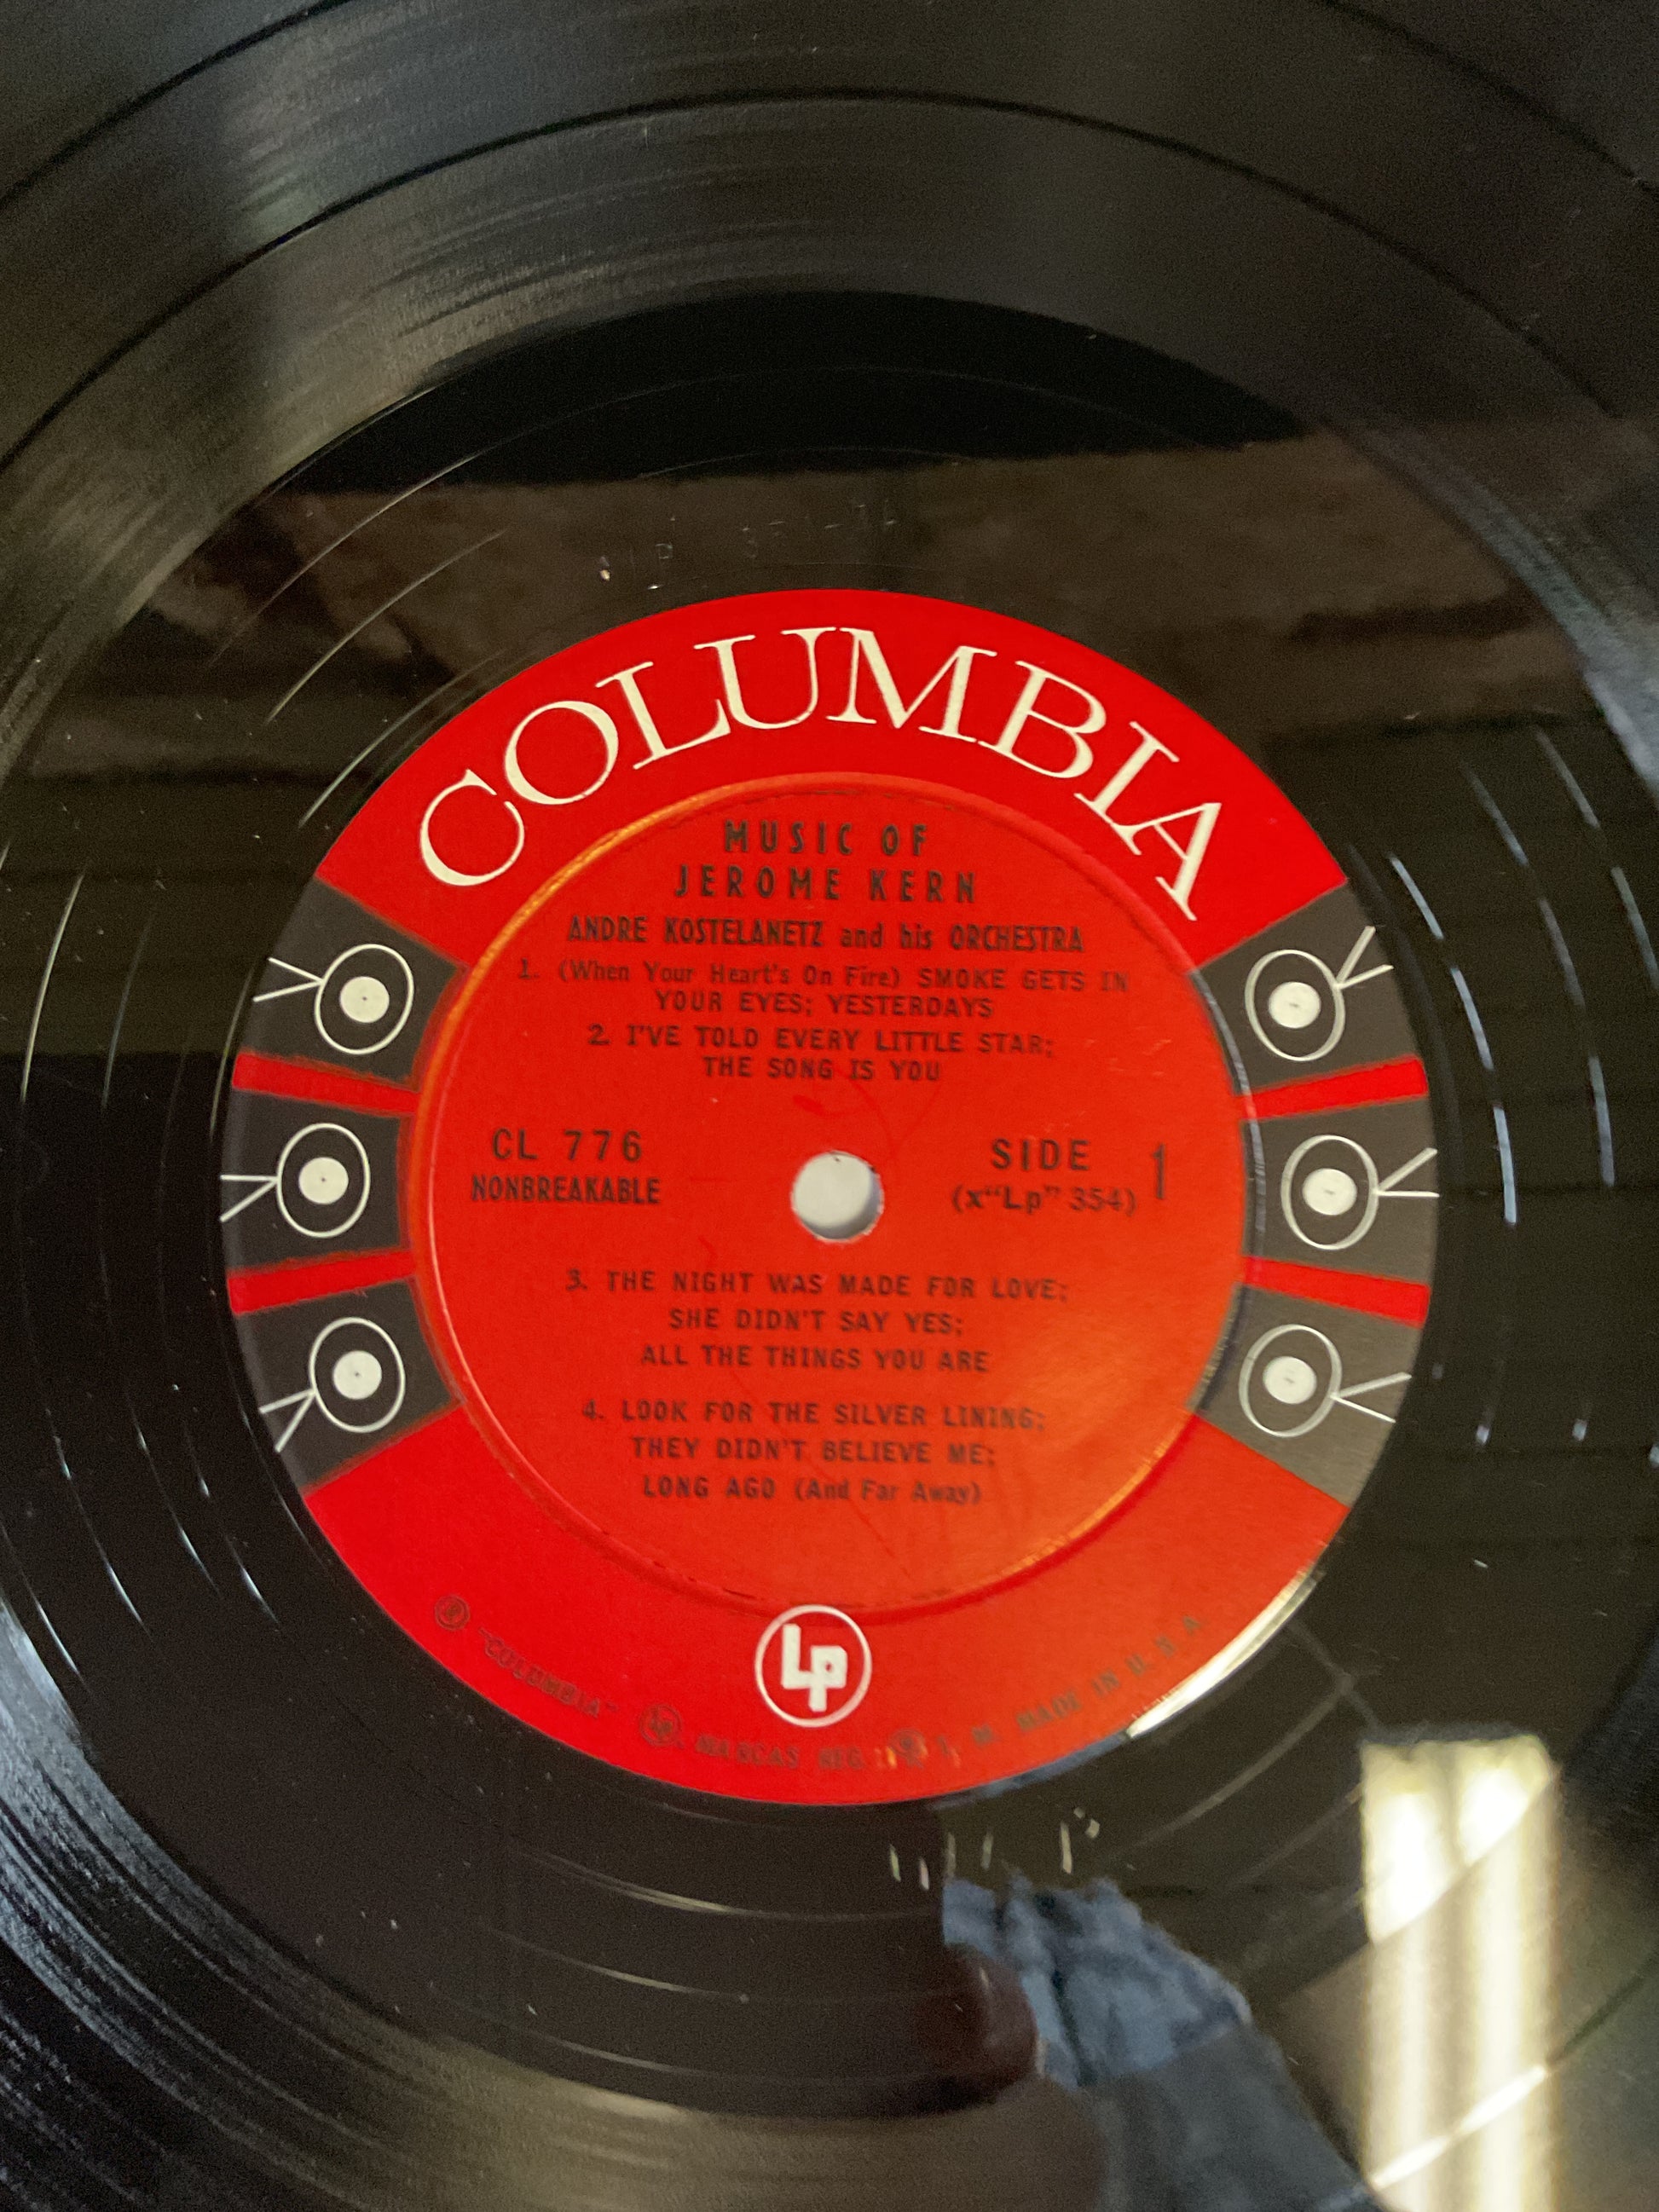 COLUMBIA
MUSIC OF
JEROME KERN
ANDRE KOSTELANETZ and his ORCHESTRA
1. (When Your Heart's On Fire) SMOKE GETS IN
YOUR EYES; YESTERDAYS
2. I'VE TOLD EVERY LITTLE STAR;
THE SONG IS YOU
CL 776
NONBREAKABLE
SIDE 1
(x"Lp" 354)
3. THE NIGHT WAS MADE FOR LOVE;
SHE DIDN'T SAY YES;
ALL THE THINGS YOU ARE
4. LOOK FOR THE SILVER LINING;
THEY DIDN'T BELIEVE ME;
LONG AGO (And Far Away)
Lp
"COLUMBIA" MARCAS REG. MADE IN U. S. A.